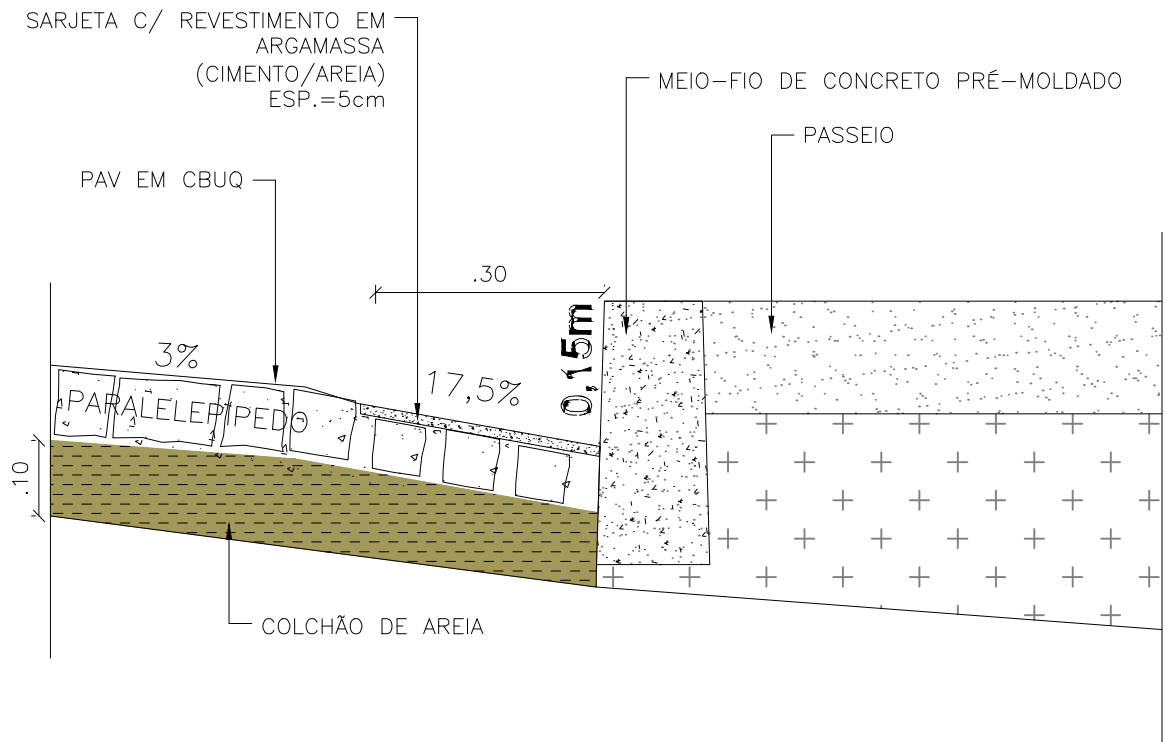 SARJETA C/ REVESTIMENTO EM
ARGAMASSA
(CIMENTO/AREIA)
ESP.=5cm
MEIO-FIO DE CONCRETO PRÉ-MOLDADO
PASSEIO
PAV EM CBUQ
.30
0,15m
3%
17,5%
PARALELEPÍPEDO
.10
COLCHÃO DE AREIA